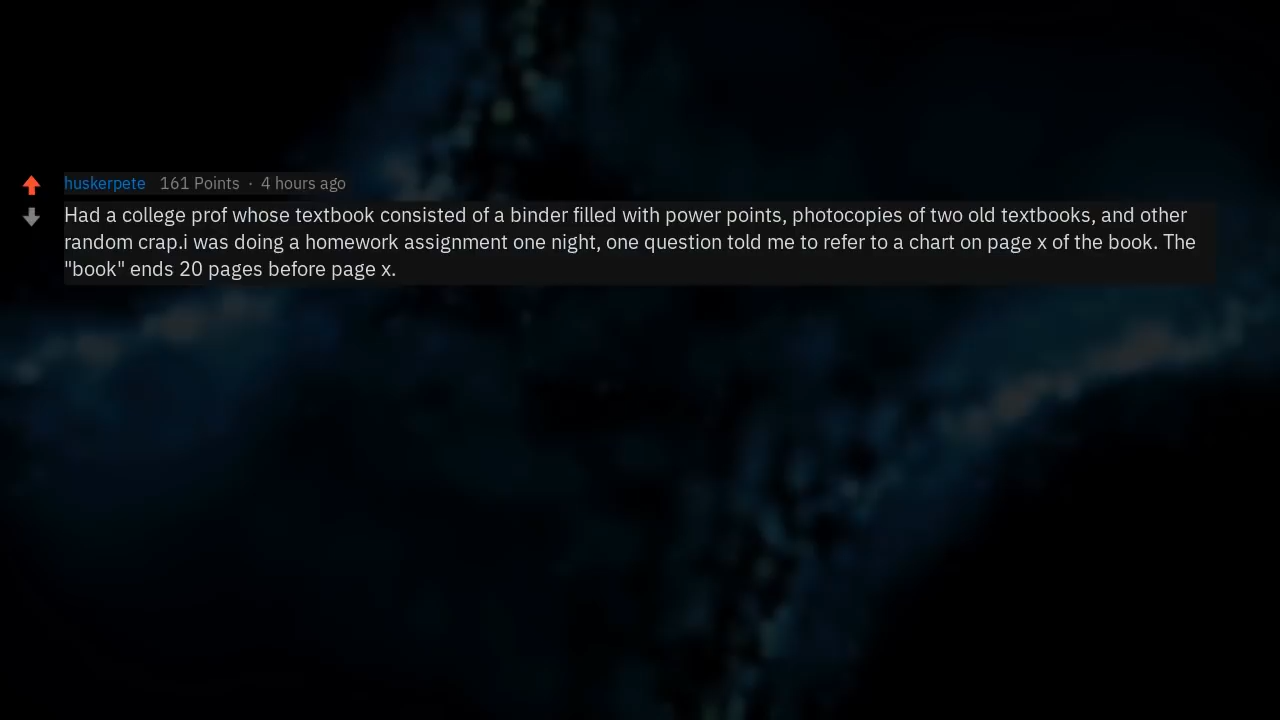 huskerpete 161 Points · 4 hours ago
Had a college prof whose textbook consisted of a binder filled with power points, photocopies of two old textbooks, and other
random crap.i was doing a homework assignment one night, one question told me to refer to a chart on page x of the book. The
"book" ends 20 pages before page x.